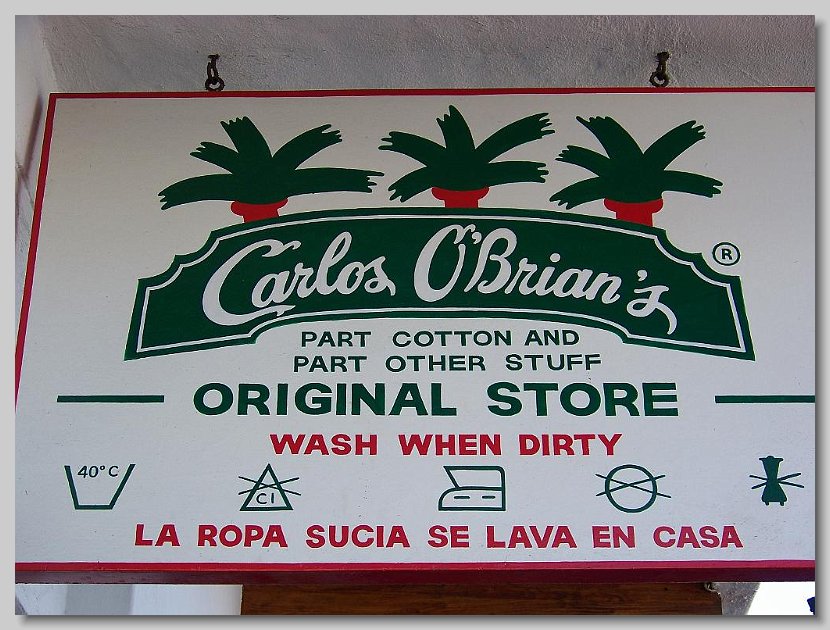 Carlos O'Brian's ®
PART COTTON AND
PART OTHER STUFF
ORIGINAL STORE
WASH WHEN DIRTY
40°C
Cl
LA ROPA SUCIA SE LAVA EN CASA